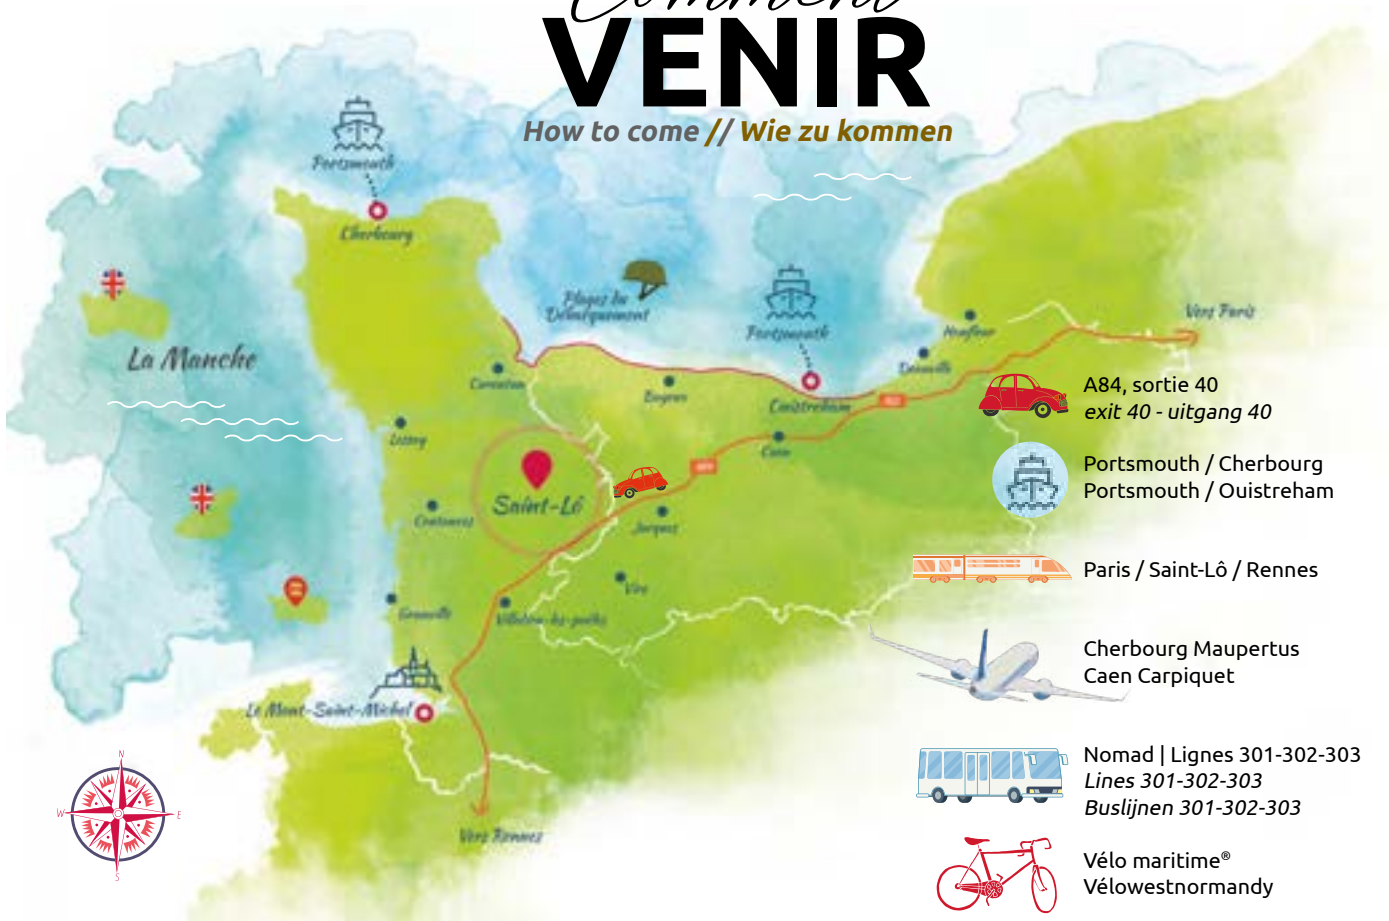 Comment
VENIR
How to come // Wie zu kommen
Portsmouth
Cherbourg
Plages du
Débarquement
Portsmouth
Vers Paris
Honfleur
La Manche
Deauville
Carentan
Bayeux
Ouistreham
A84, sortie 40
exit 40 - uitgang 40
Lessay
Caen
A84
Portsmouth / Cherbourg
Portsmouth / Ouistreham
Saint-Lô
Coutances
Jurques
Paris / Saint-Lô / Rennes
Vire
Granville
Villedieu-les-poêles
Cherbourg Maupertus
Caen Carpiquet
Le Mont-Saint-Michel
Nomad | Lignes 301-302-303
Lines 301-302-303
Buslijnen 301-302-303
N
W
E
S
Vers Rennes
Vélo maritime®
Vélowestnormandy